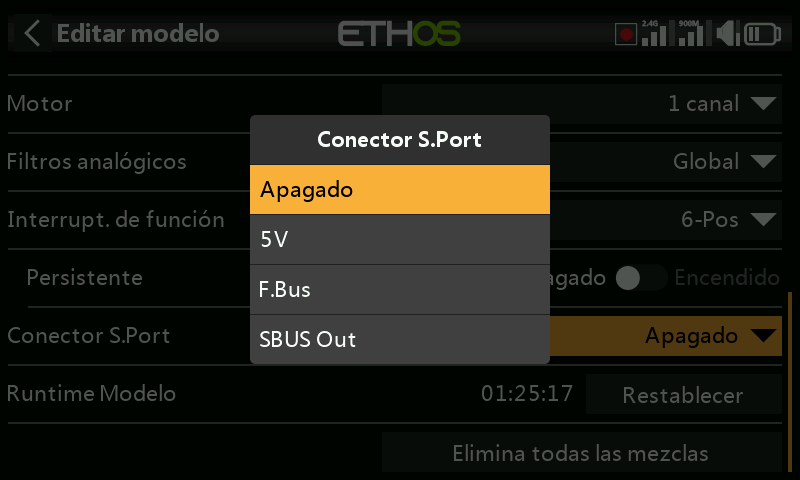 Editar modelo
ETHOS
2.4G
900M
Motor
1 canal
Conector S.Port
Filtros analógicos
Global
Apagado
Interrupt. de función
6-Pos
5V
Persistente
agado
Encendido
F.Bus
Conector S.Port
Apagado
SBUS Out
Runtime Modelo
01:25:17
Restablecer
Elimina todas las mezclas